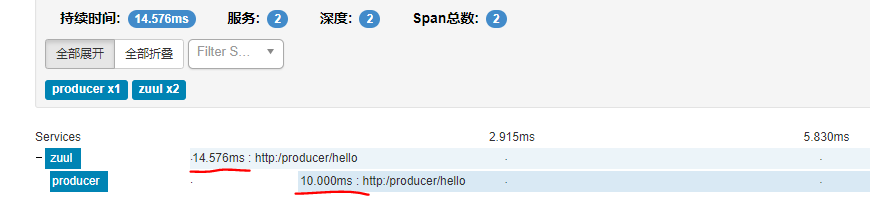 持续时间: 14.576ms 服务: 2 深度: 2 Span总数: 2
全部展开 全部折叠 Filter S...
producer x1 zuul x2
Services 2.915ms 5.830ms
− zuul ·14.576ms : http:/producer/hello . .
producer · 10.000ms : http:/producer/hello . .